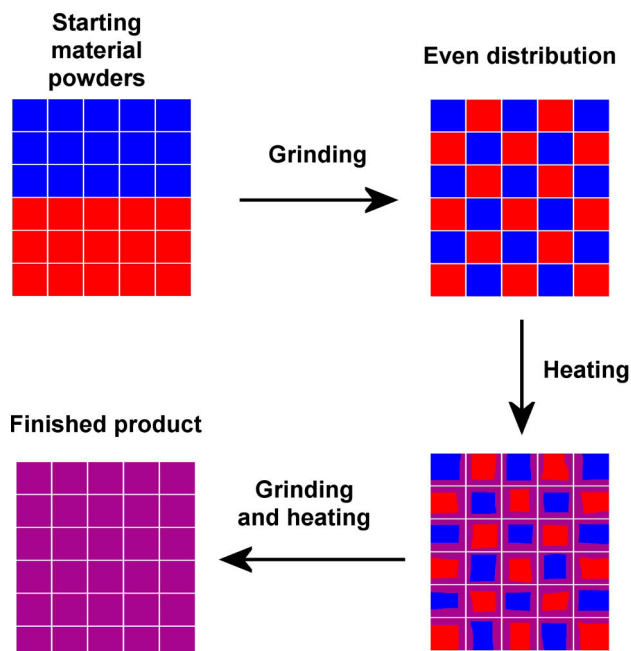 Starting
material
powders
Even distribution
Grinding
Heating
Finished product
Grinding
and heating